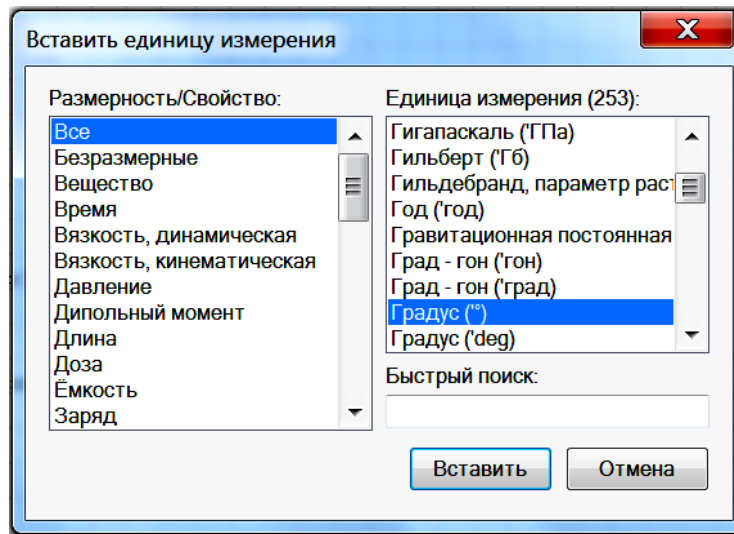 Вставить единицу измерения
X
Размерность/Свойство:
Все
Безразмерные
Вещество
Время
Вязкость, динамическая
Вязкость, кинематическая
Давление
Дипольный момент
Длина
Доза
Ёмкость
Заряд
Единица измерения (253):
Гигапаскаль ('ГПа)
Гильберт ('Гб)
Гильдебранд, параметр раст
Год ('год)
Гравитационная постоянная
Град - гон ('гон)
Град - гон ('град)
Градус ('°)
Градус ('deg)
Быстрый поиск:
Вставить
Отмена